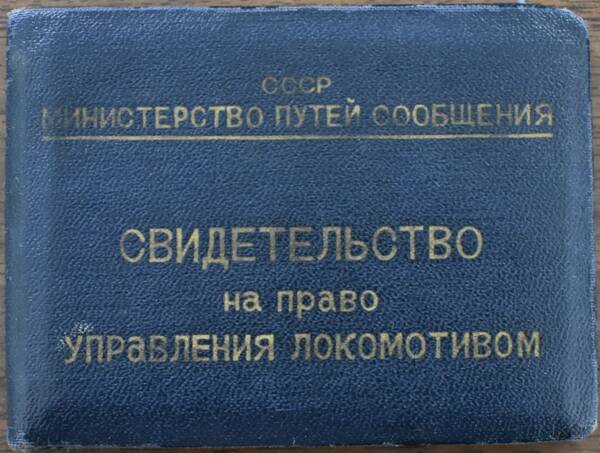 СССР
МИНИСТЕРСТВО ПУТЕЙ СООБЩЕНИЯ
СВИДЕТЕЛЬСТВО
на право
УПРАВЛЕНИЯ ЛОКОМОТИВОМ